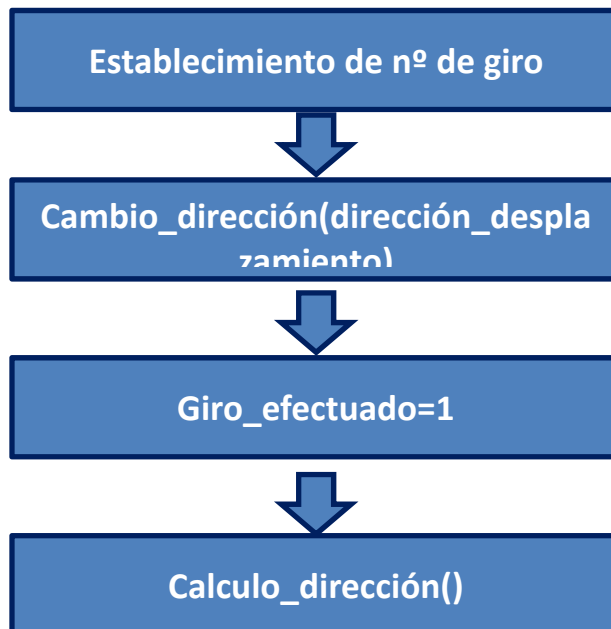 Establecimiento de nº de giro
Cambio_dirección(dirección_despla
zamiento)
Giro_efectuado=1
Calculo_dirección()